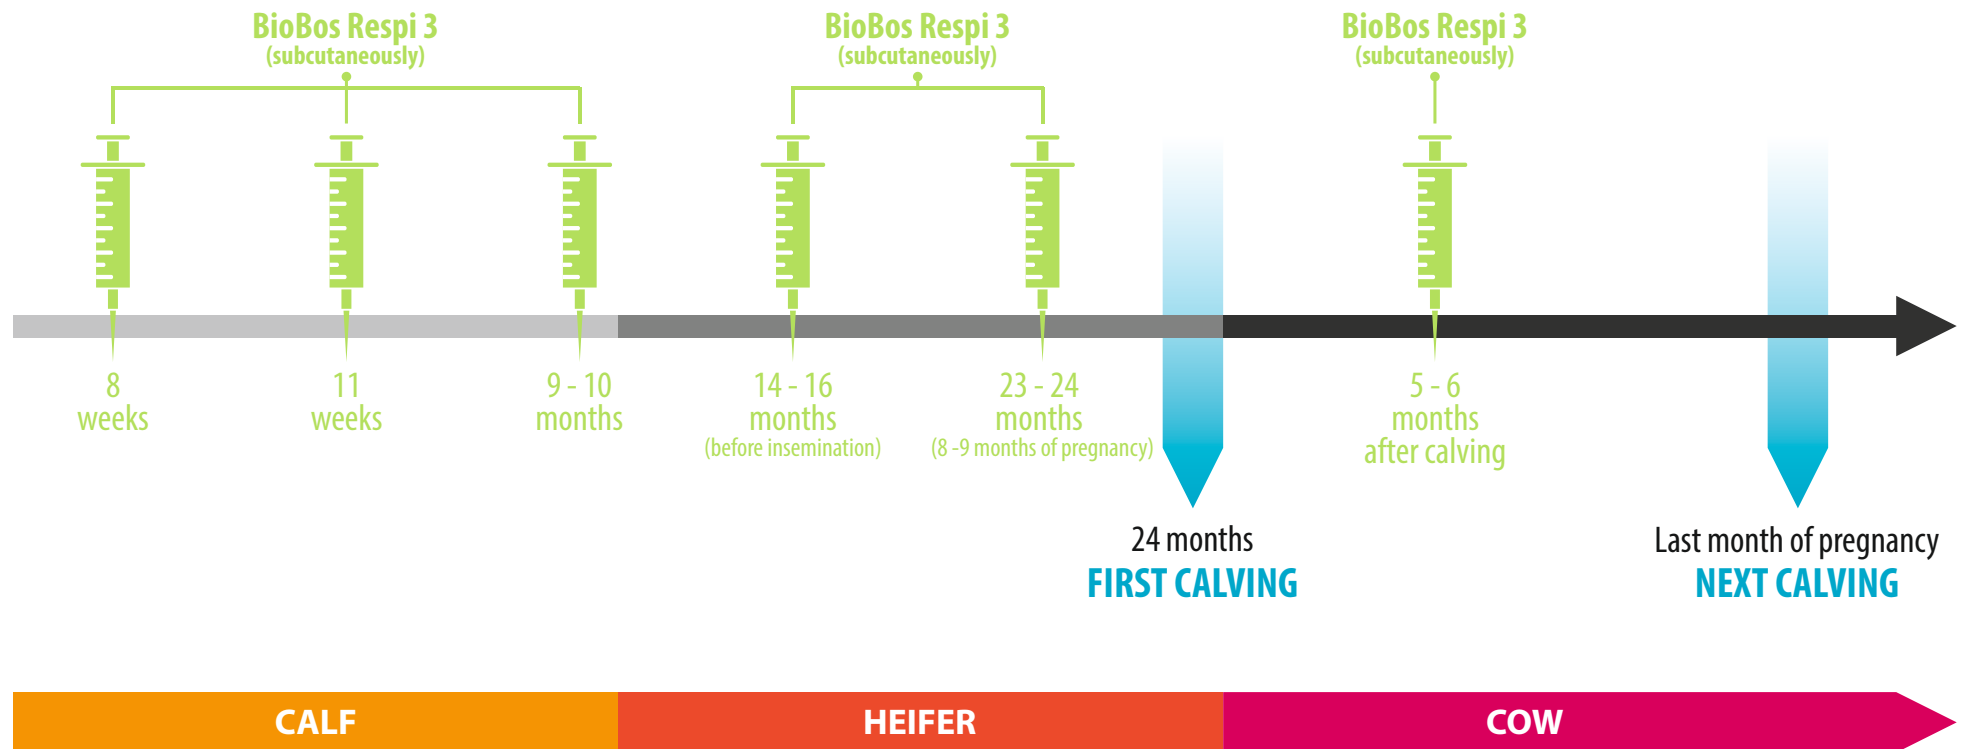 BioBos Respi 3
(subcutaneously)
BioBos Respi 3
(subcutaneously)
BioBos Respi 3
(subcutaneously)
8
weeks
11
weeks
9 - 10
months
14 - 16
months
(before insemination)
23 - 24
months
(8 -9 months of pregnancy)
5 - 6
months
after calving
24 months
FIRST CALVING
Last month of pregnancy
NEXT CALVING
CALF
HEIFER
COW